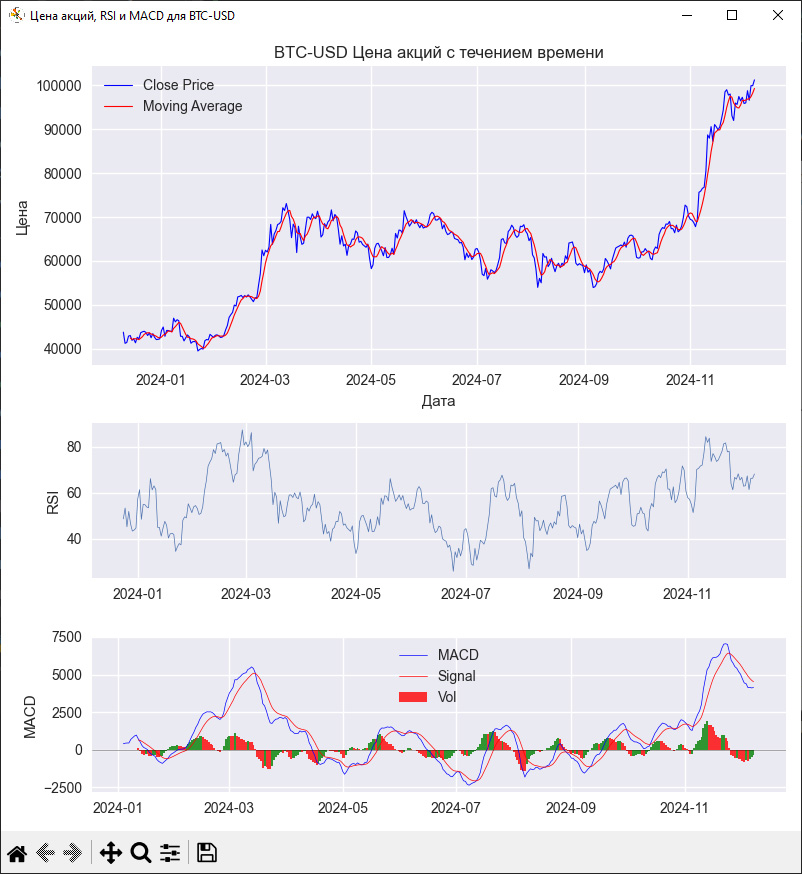 Цена акций, RSI и MACD для BTC-USD
BTC-USD Цена акций с течением времени
Close Price
Moving Average
100000
90000
80000
70000
60000
50000
40000
Цена
2024-01 2024-03 2024-05 2024-07 2024-09 2024-11
Дата
80
60
40
RSI
2024-01 2024-03 2024-05 2024-07 2024-09 2024-11
MACD
Signal
Vol
7500
5000
2500
0
−2500
MACD
2024-01 2024-03 2024-05 2024-07 2024-09 2024-11